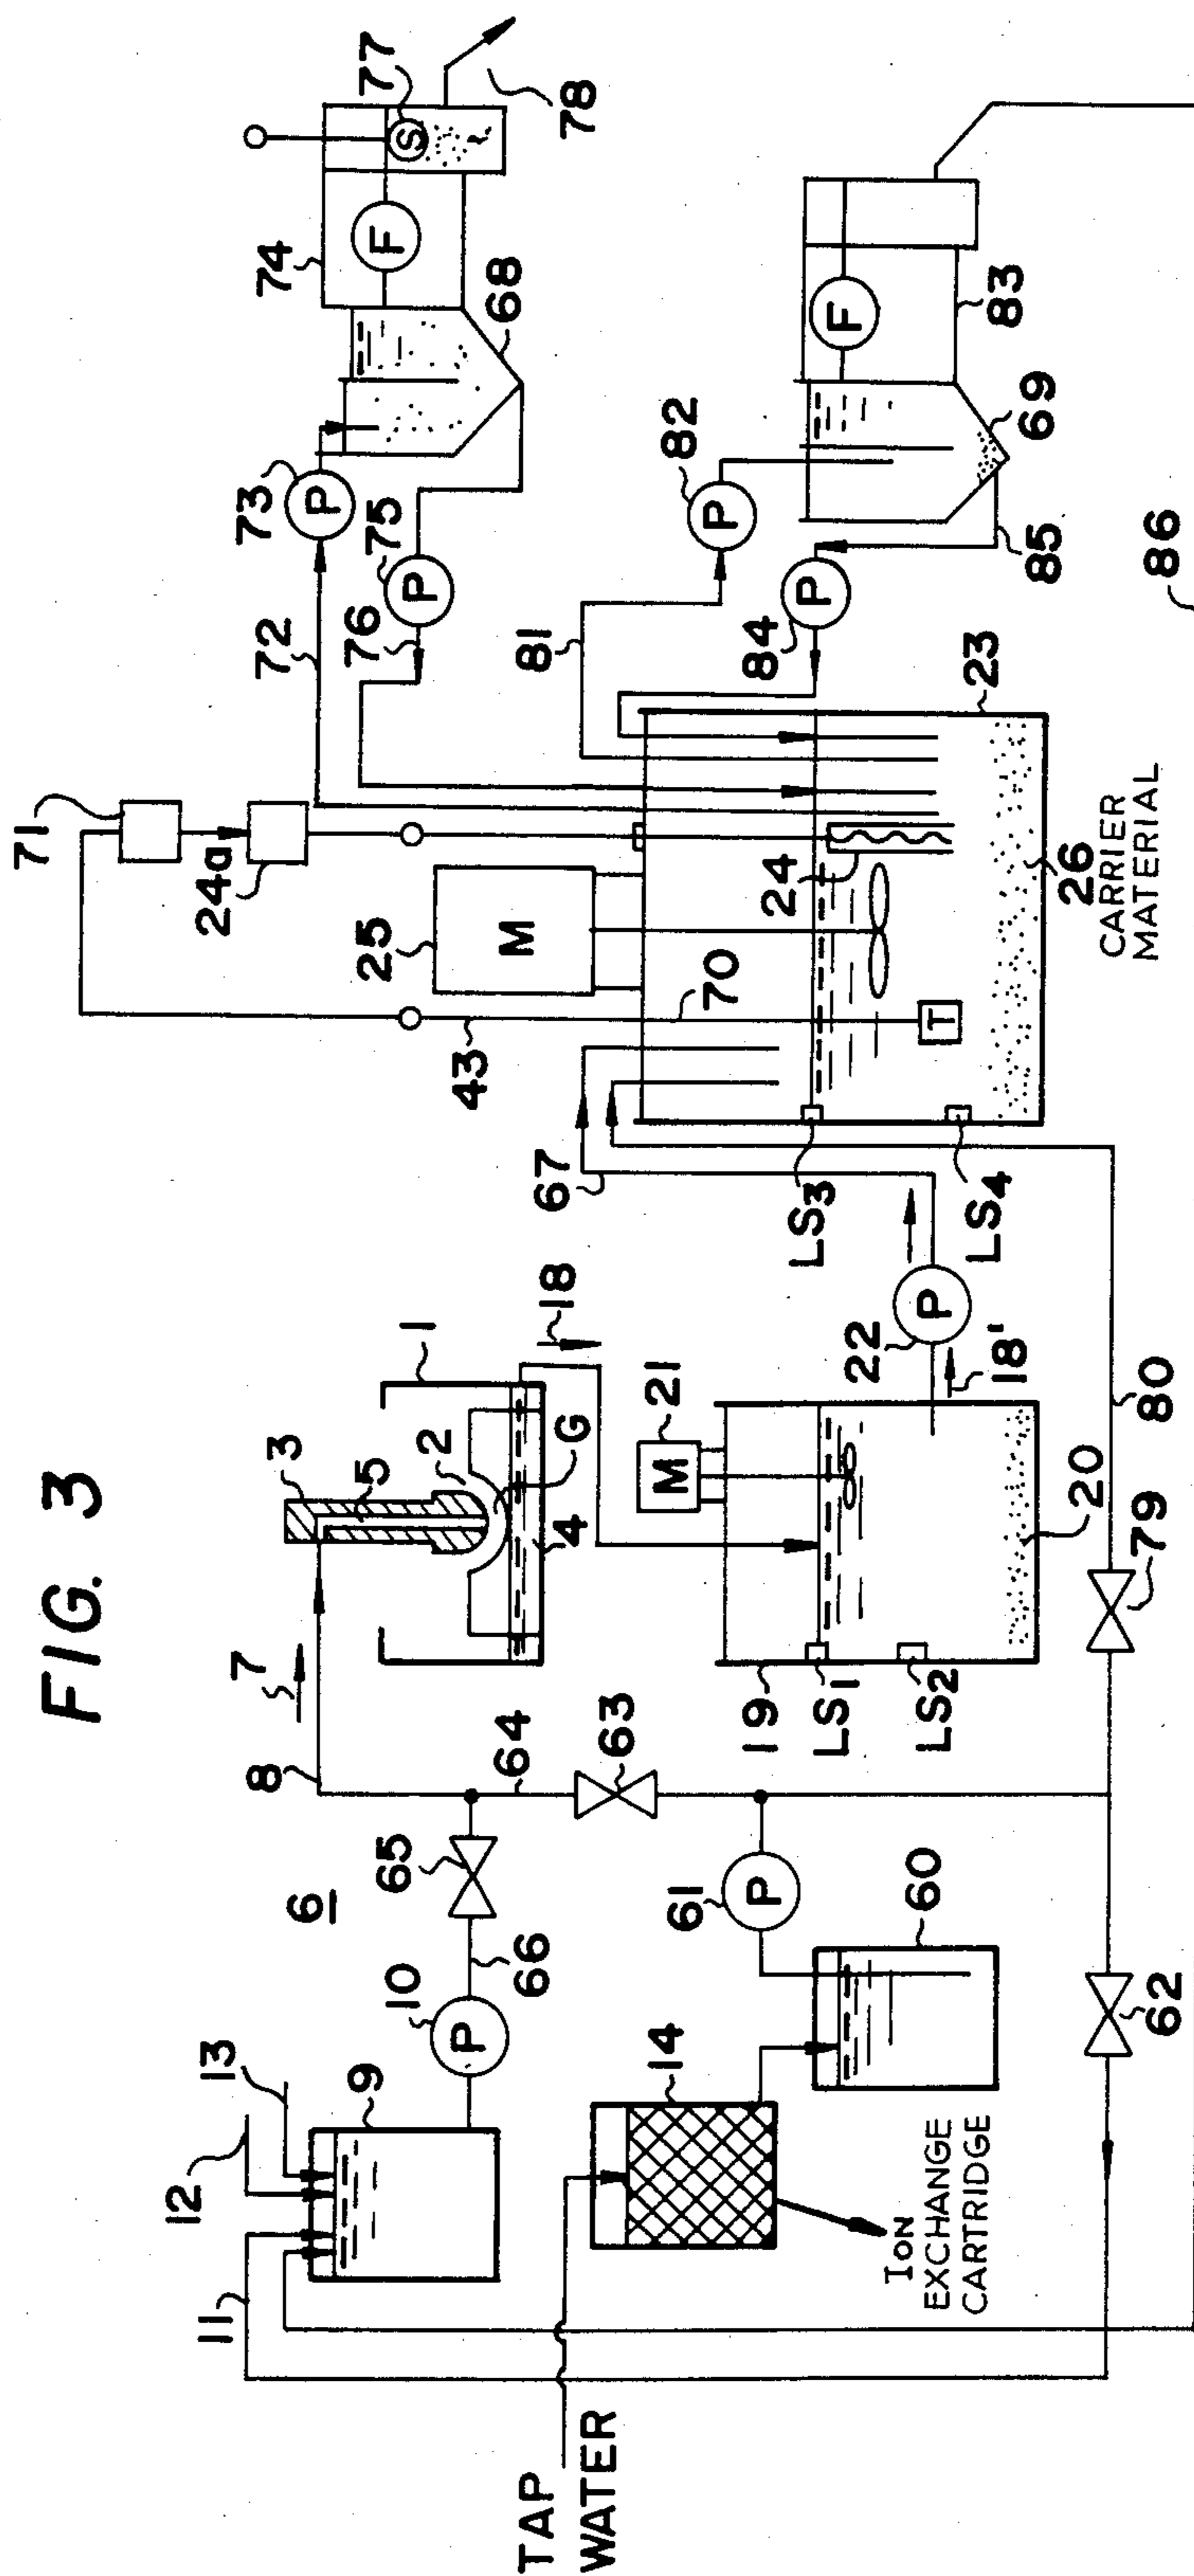 FIG. 3
TAP
WATER
11
12
13
9
10
66
65
6
8
7
64
63
3
5
2
1
G
4
18
14
ION
EXCHANGE
CARTRIDGE
60
61
62
19
LS1
LS2
21
M
20
22
18'
79
80
67
LS3
LS4
43
70
25
M
T
24
24a
71
23
26
CARRIER
MATERIAL
72
73
P
75
P
76
74
F
68
S
77
78
81
82
P
84
P
85
69
83
F
86
P
P
P